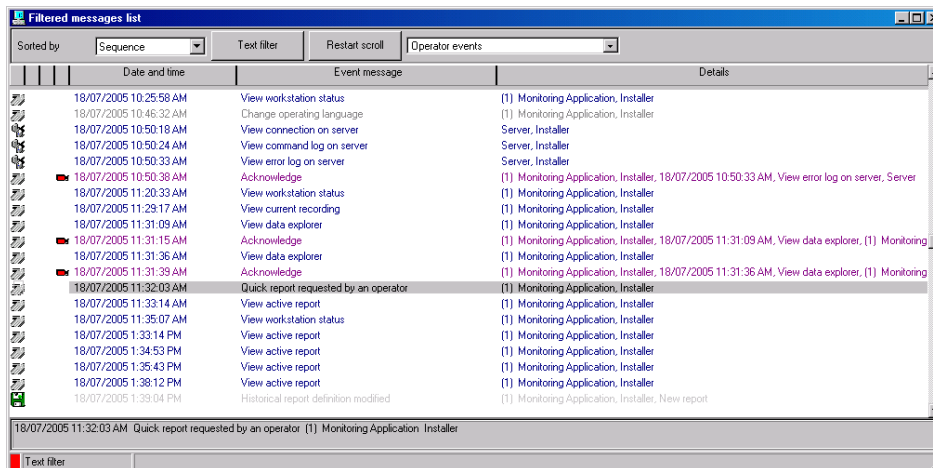 Filtered messages list
Sorted by Sequence Text filter Restart scroll Operator events
Date and time Event message Details
18/07/2005 10:25:58 AM View workstation status (1) Monitoring Application, Installer
18/07/2005 10:46:32 AM Change operating language (1) Monitoring Application, Installer
18/07/2005 10:50:18 AM View connection on server Server, Installer
18/07/2005 10:50:24 AM View command log on server Server, Installer
18/07/2005 10:50:33 AM View error log on server Server, Installer
18/07/2005 10:50:38 AM Acknowledge (1) Monitoring Application, Installer, 18/07/2005 10:50:33 AM, View error log on server, Server
18/07/2005 11:20:33 AM View workstation status (1) Monitoring Application, Installer
18/07/2005 11:29:17 AM View current recording (1) Monitoring Application, Installer
18/07/2005 11:31:09 AM View data explorer (1) Monitoring Application, Installer
18/07/2005 11:31:15 AM Acknowledge (1) Monitoring Application, Installer, 18/07/2005 11:31:09 AM, View data explorer, (1) Monitoring
18/07/2005 11:31:36 AM View data explorer (1) Monitoring Application, Installer
18/07/2005 11:31:39 AM Acknowledge (1) Monitoring Application, Installer, 18/07/2005 11:31:36 AM, View data explorer, (1) Monitoring
18/07/2005 11:32:03 AM Quick report requested by an operator (1) Monitoring Application, Installer
18/07/2005 11:33:14 AM View active report (1) Monitoring Application, Installer
18/07/2005 11:35:07 AM View workstation status (1) Monitoring Application, Installer
18/07/2005 1:33:14 PM View active report (1) Monitoring Application, Installer
18/07/2005 1:34:53 PM View active report (1) Monitoring Application, Installer
18/07/2005 1:35:43 PM View active report (1) Monitoring Application, Installer
18/07/2005 1:38:12 PM View active report (1) Monitoring Application, Installer
18/07/2005 1:39:04 PM Historical report definition modified (1) Monitoring Application, Installer, New report
18/07/2005 11:32:03 AM Quick report requested by an operator (1) Monitoring Application Installer
Text filter